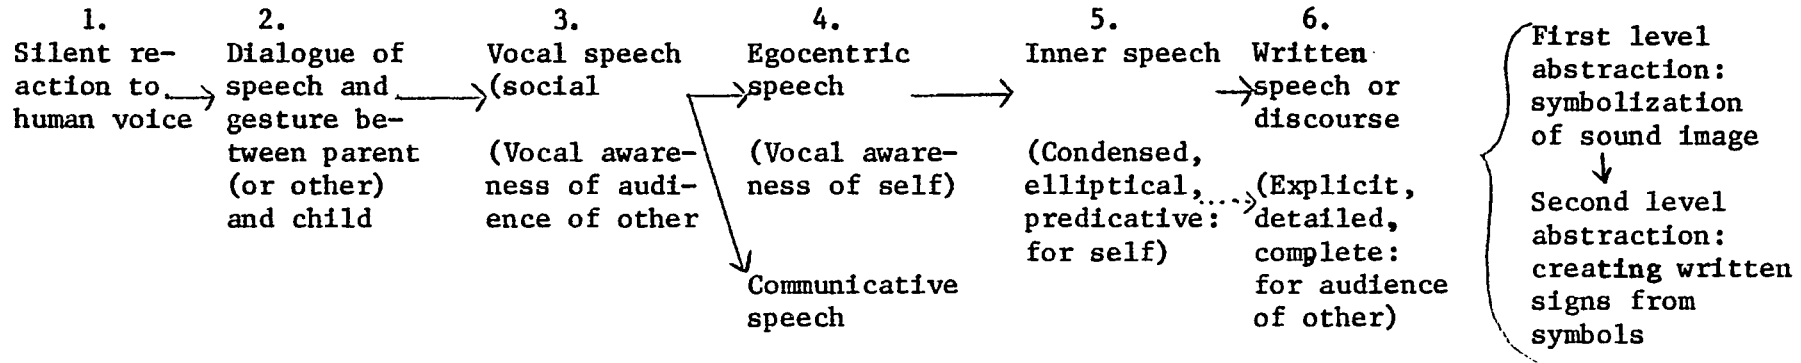 1.
Silent re-
action to
human voice
2.
Dialogue of
speech and
gesture be-
tween parent
(or other)
and child
3.
Vocal speech
(social
(Vocal aware-
ness of audi-
ence of other
4.
Egocentric
speech
(Vocal aware-
ness of self)
Communicative
speech
5.
Inner speech
(Condensed,
elliptical,
predicative:
for self)
6.
Written
speech or
discourse
(Explicit,
detailed,
complete:
for audience
of other)
First level
abstraction:
symbolization
of sound image
Second level
abstraction:
creating written
signs from
symbols